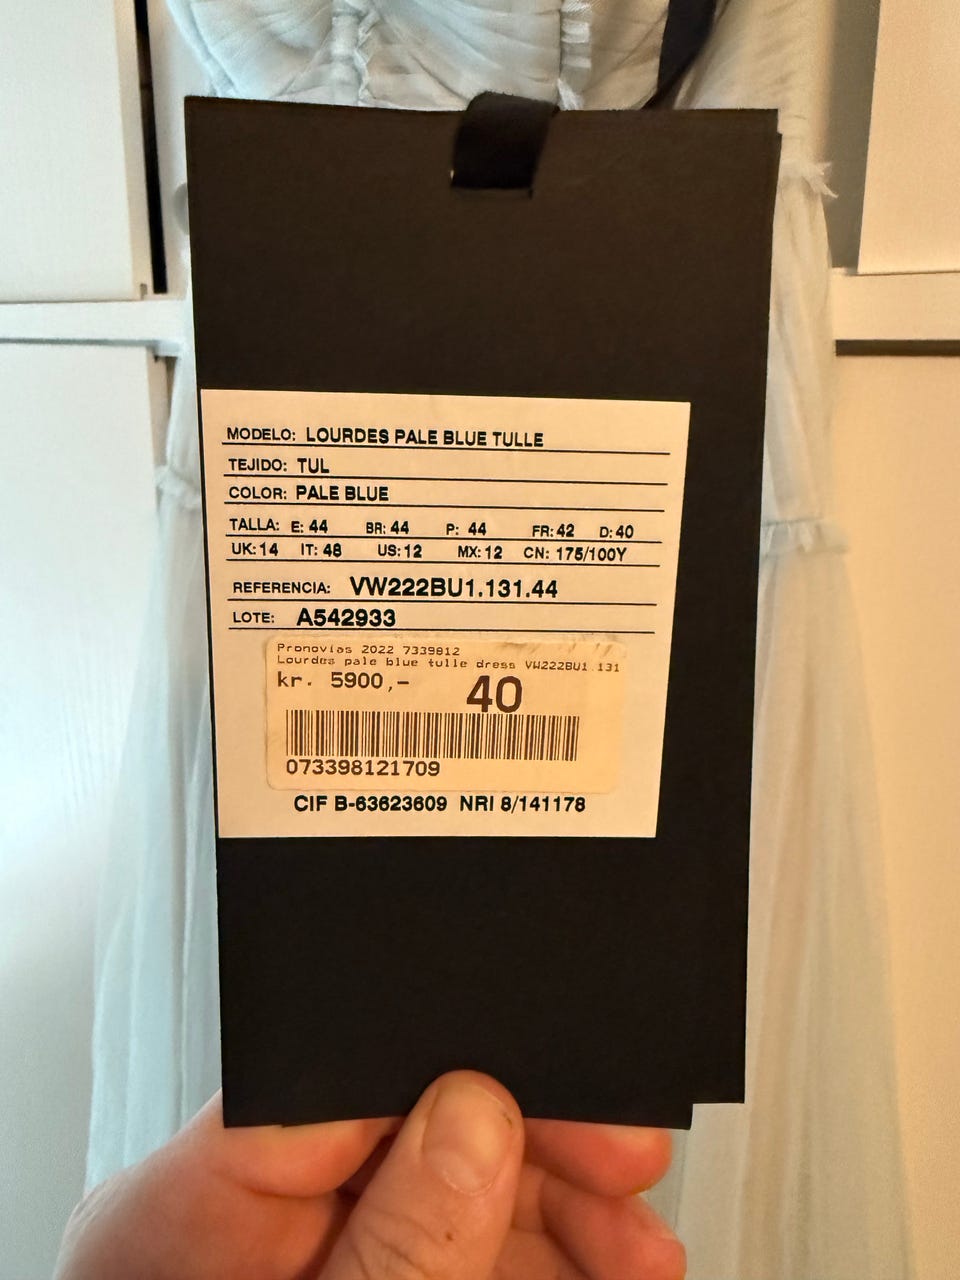 MODELO: LOURDES PALE BLUE TULLE
TEJIDO: TUL
COLOR: PALE BLUE
TALLA: E: 44 BR: 44 P: 44 FR: 42 D: 40
UK: 14 IT: 48 US: 12 MX: 12 CN: 175/100Y
REFERENCIA: VW222BU1.131.44
LOTE: A542933
Pronovias 2022 7339812
Lourdes pale blue tulle dress VW222BU1.131
kr. 5900,- 40
073398121709
CIF B-63623609 NRI 8/141178